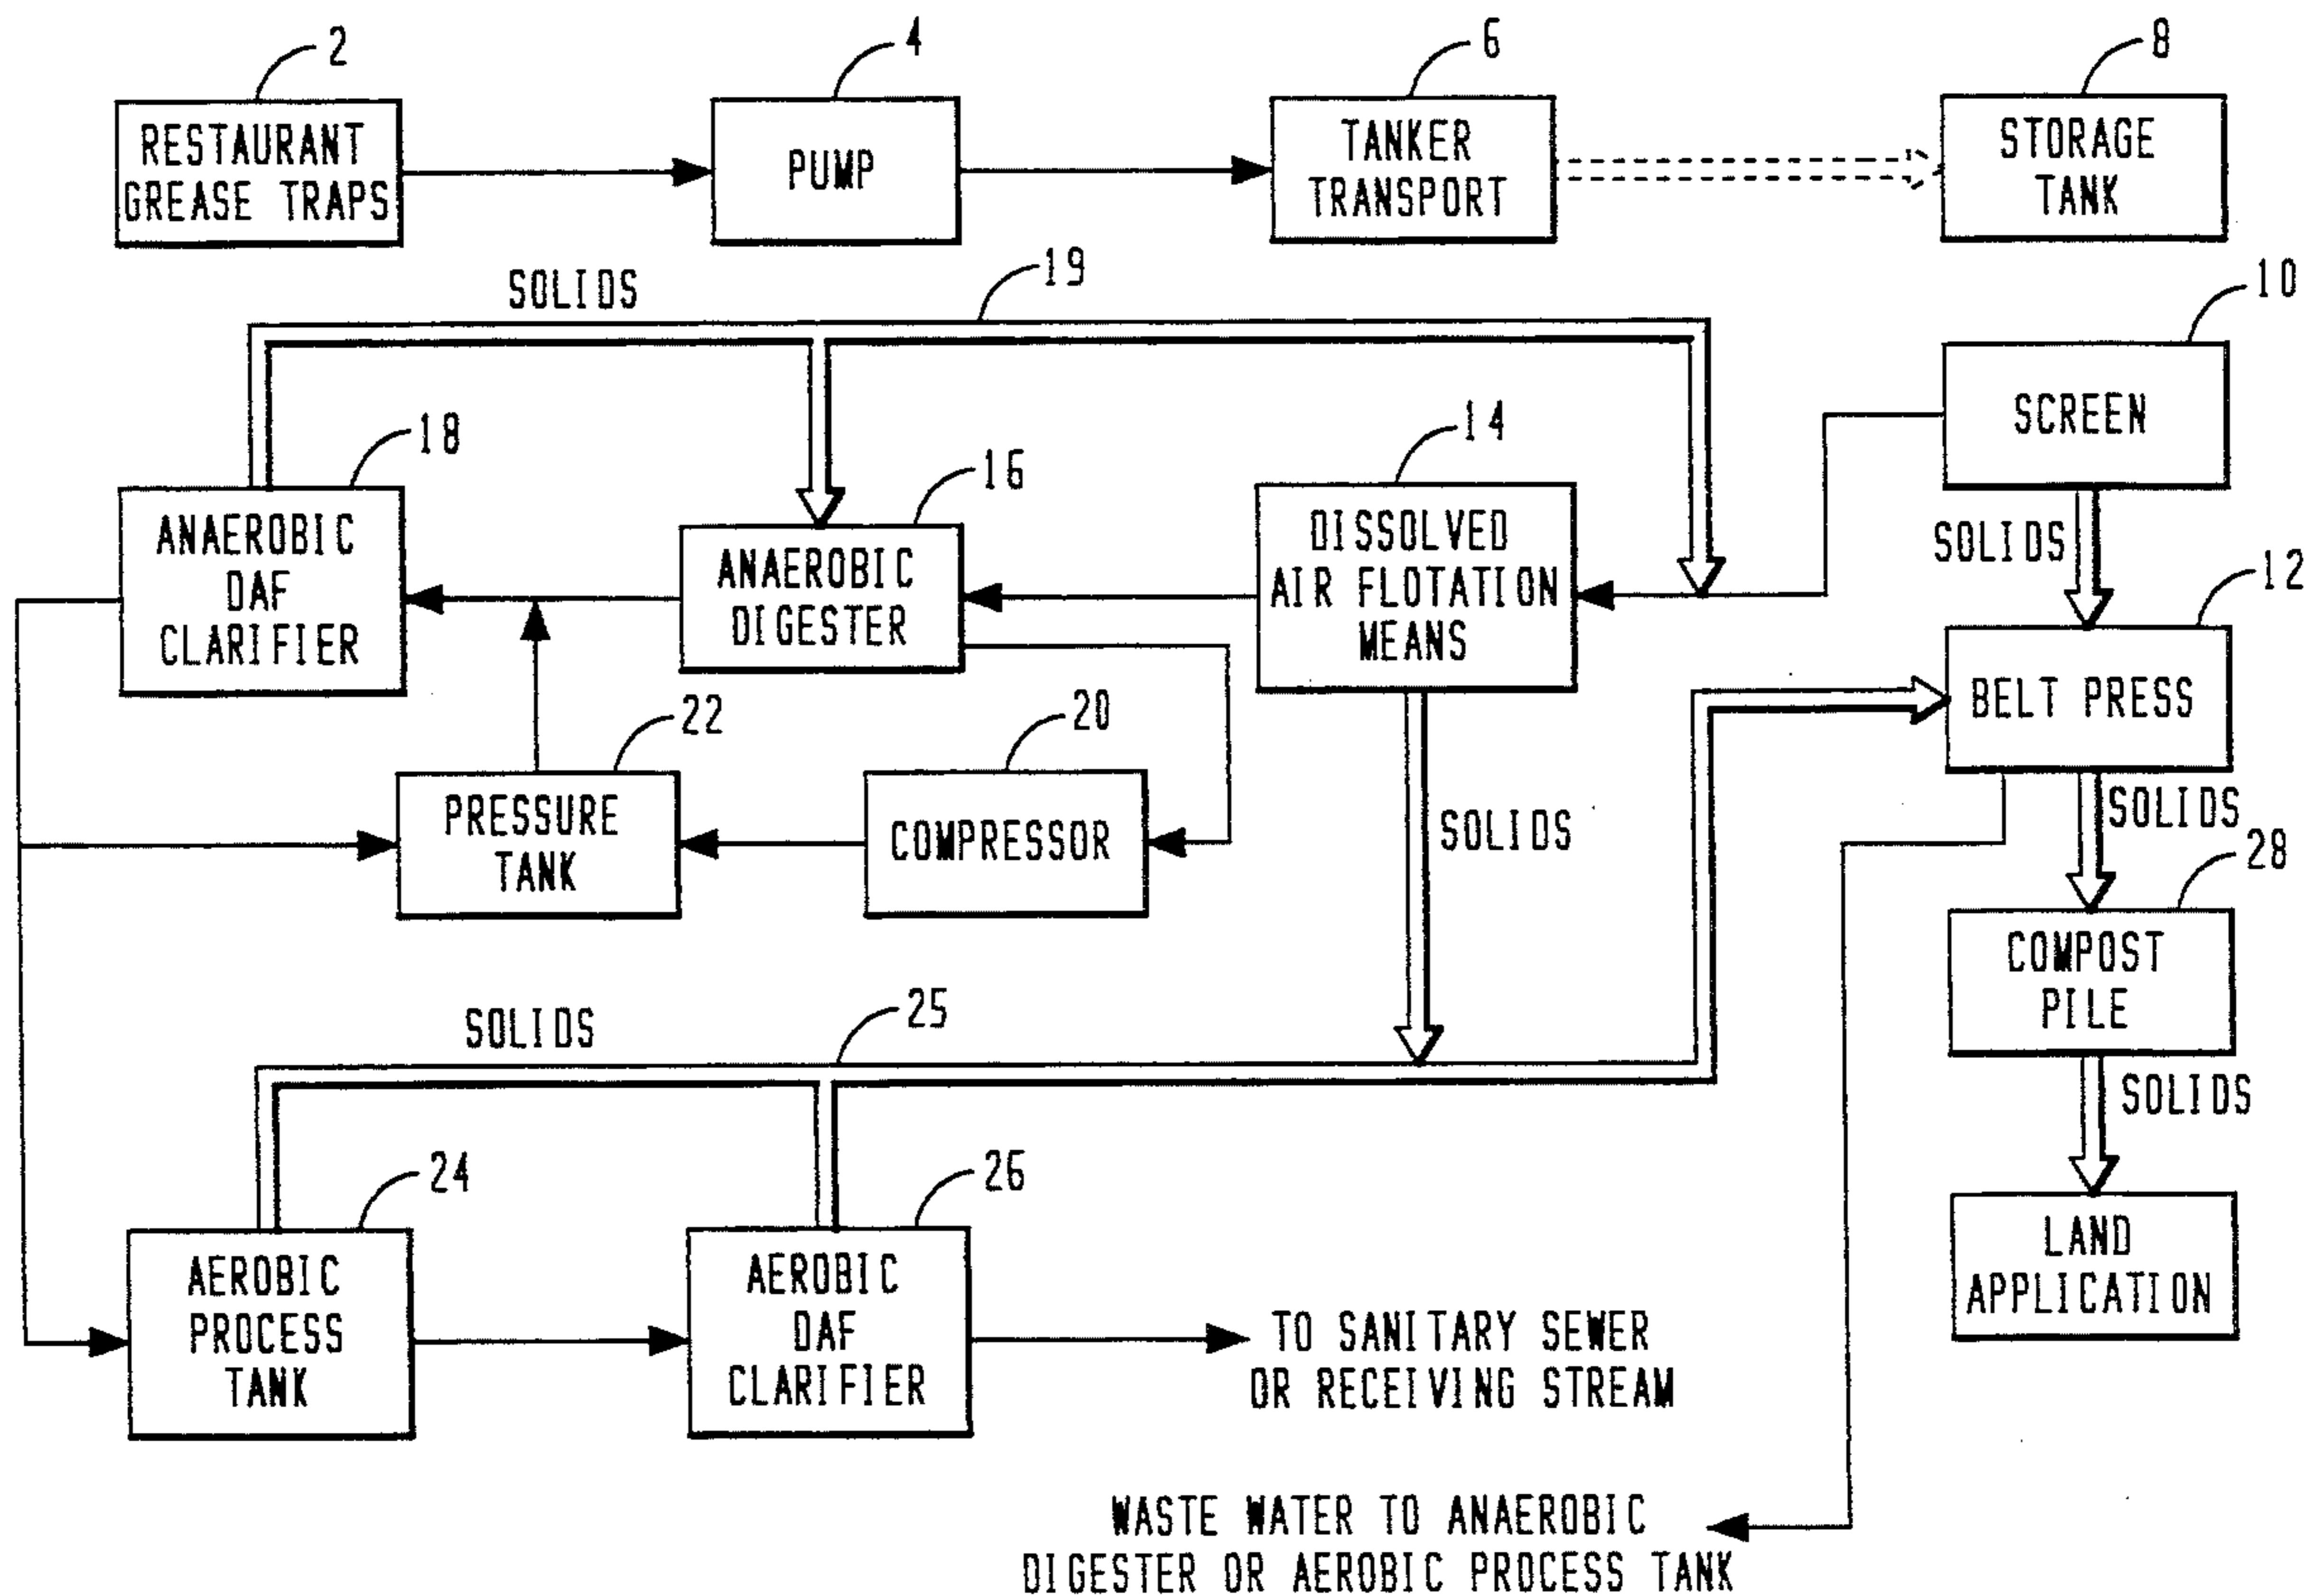 2
4
6
8
RESTAURANT
GREASE TRAPS
PUMP
TANKER
TRANSPORT
STORAGE
TANK
SOLIDS
19
10
SCREEN
18
16
14
ANAEROBIC
DAF
CLARIFIER
ANAEROBIC
DIGESTER
DISSOLVED
AIR FLOTATION
MEANS
SOLIDS
12
BELT PRESS
22
20
PRESSURE
TANK
COMPRESSOR
SOLIDS
SOLIDS
28
COMPOST
PILE
SOLIDS
25
SOLIDS
24
26
AEROBIC
PROCESS
TANK
AEROBIC
DAF
CLARIFIER
TO SANITARY SEWER
OR RECEIVING STREAM
LAND
APPLICATION
WASTE WATER TO ANAEROBIC
DIGESTER OR AEROBIC PROCESS TANK